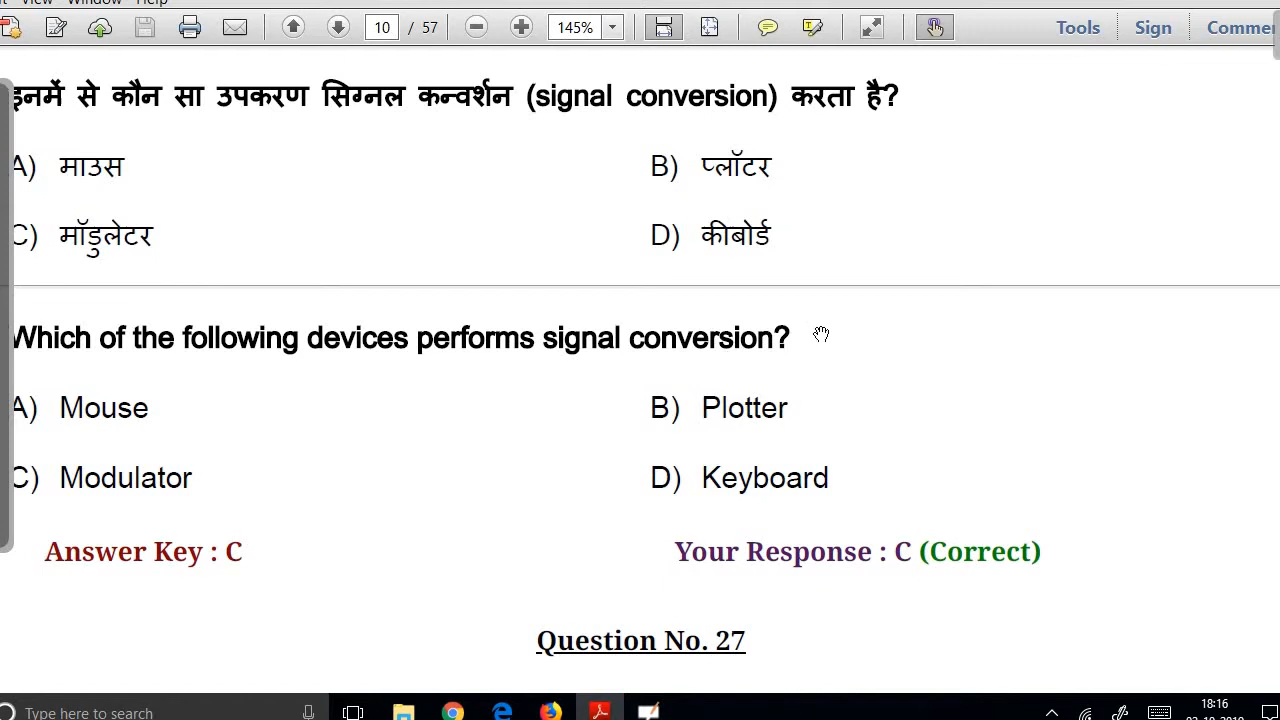 Window Help
10 / 57 145% Tools Sign
इनमें से कौन सा उपकरण सिग्नल कन्वर्शन (signal conversion) करता है?
A) माउस B) प्लॉटर
C) मॉडुलेटर D) कीबोर्ड
Which of the following devices performs signal conversion?
A) Mouse B) Plotter
C) Modulator D) Keyboard
Answer Key : C Your Response : C (Correct)
Question No. 27
Type here to search 18:16